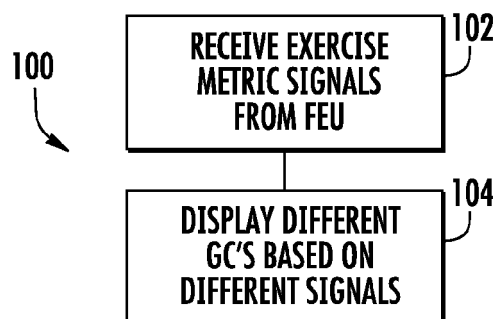 100
102
RECEIVE EXERCISE
METRIC SIGNALS
FROM FEU
104
DISPLAY DIFFERENT
GC'S BASED ON
DIFFERENT SIGNALS